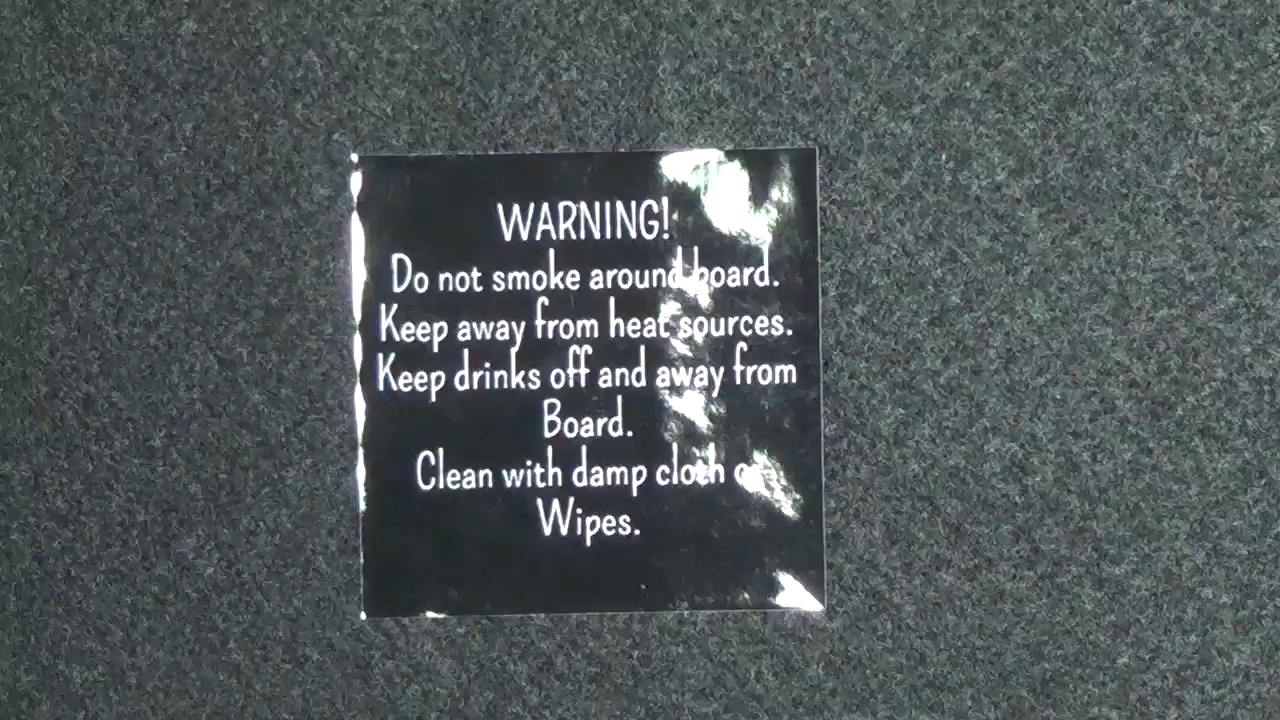 WARNING!
Do not smoke around board.
Keep away from heat sources.
Keep drinks off and away from
Board.
Clean with damp cloth or
Wipes.